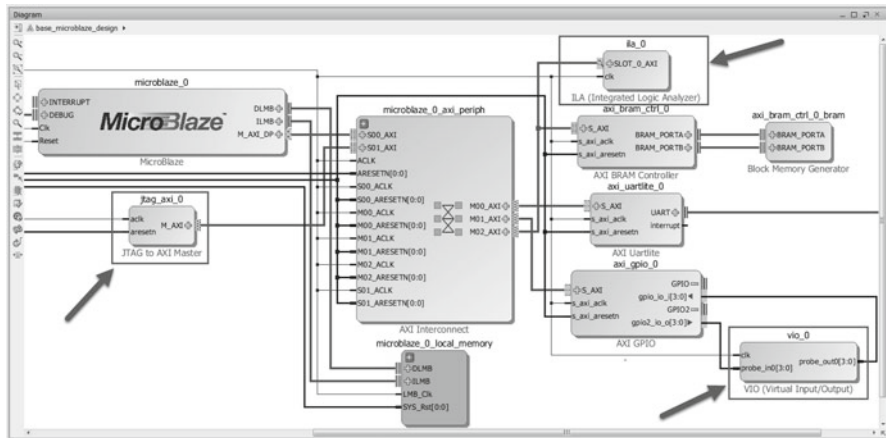 Diagram
base_microblaze_design
microblaze_0
INTERRUPT
DEBUG
Clk
Reset
MicroBlaze
DLMB
ILMB
M_AXI_DP
MicroBlaze
jtag_axi_0
aclk
aresetn
M_AXI
JTAG to AXI Master
microblaze_0_axi_periph
S00_AXI
S01_AXI
ACLK
ARESETN[0:0]
S00_ACLK
S00_ARESETN[0:0]
M00_ACLK
M00_ARESETN[0:0]
M01_ACLK
M01_ARESETN[0:0]
M02_ACLK
M02_ARESETN[0:0]
S01_ACLK
S01_ARESETN[0:0]
M00_AXI
M01_AXI
M02_AXI
AXI Interconnect
microblaze_0_local_memory
DLMB
ILMB
LMB_Clk
SYS_Rst[0:0]
ila_0
SLOT_0_AXI
clk
ILA (Integrated Logic Analyzer)
axi_bram_ctrl_0
S_AXI
s_axi_aclk
s_axi_aresetn
BRAM_PORTA
BRAM_PORTB
AXI BRAM Controller
axi_bram_ctrl_0_bram
BRAM_PORTA
BRAM_PORTB
Block Memory Generator
axi_uartlite_0
S_AXI
s_axi_aclk
s_axi_aresetn
UART
interrupt
AXI Uartlite
axi_gpio_0
S_AXI
s_axi_aclk
s_axi_aresetn
GPIO
gpio_io_i[3:0]
GPIO2
gpio2_io_o[3:0]
AXI GPIO
vio_0
clk
probe_in0[3:0]
probe_out0[3:0]
VIO (Virtual Input/Output)